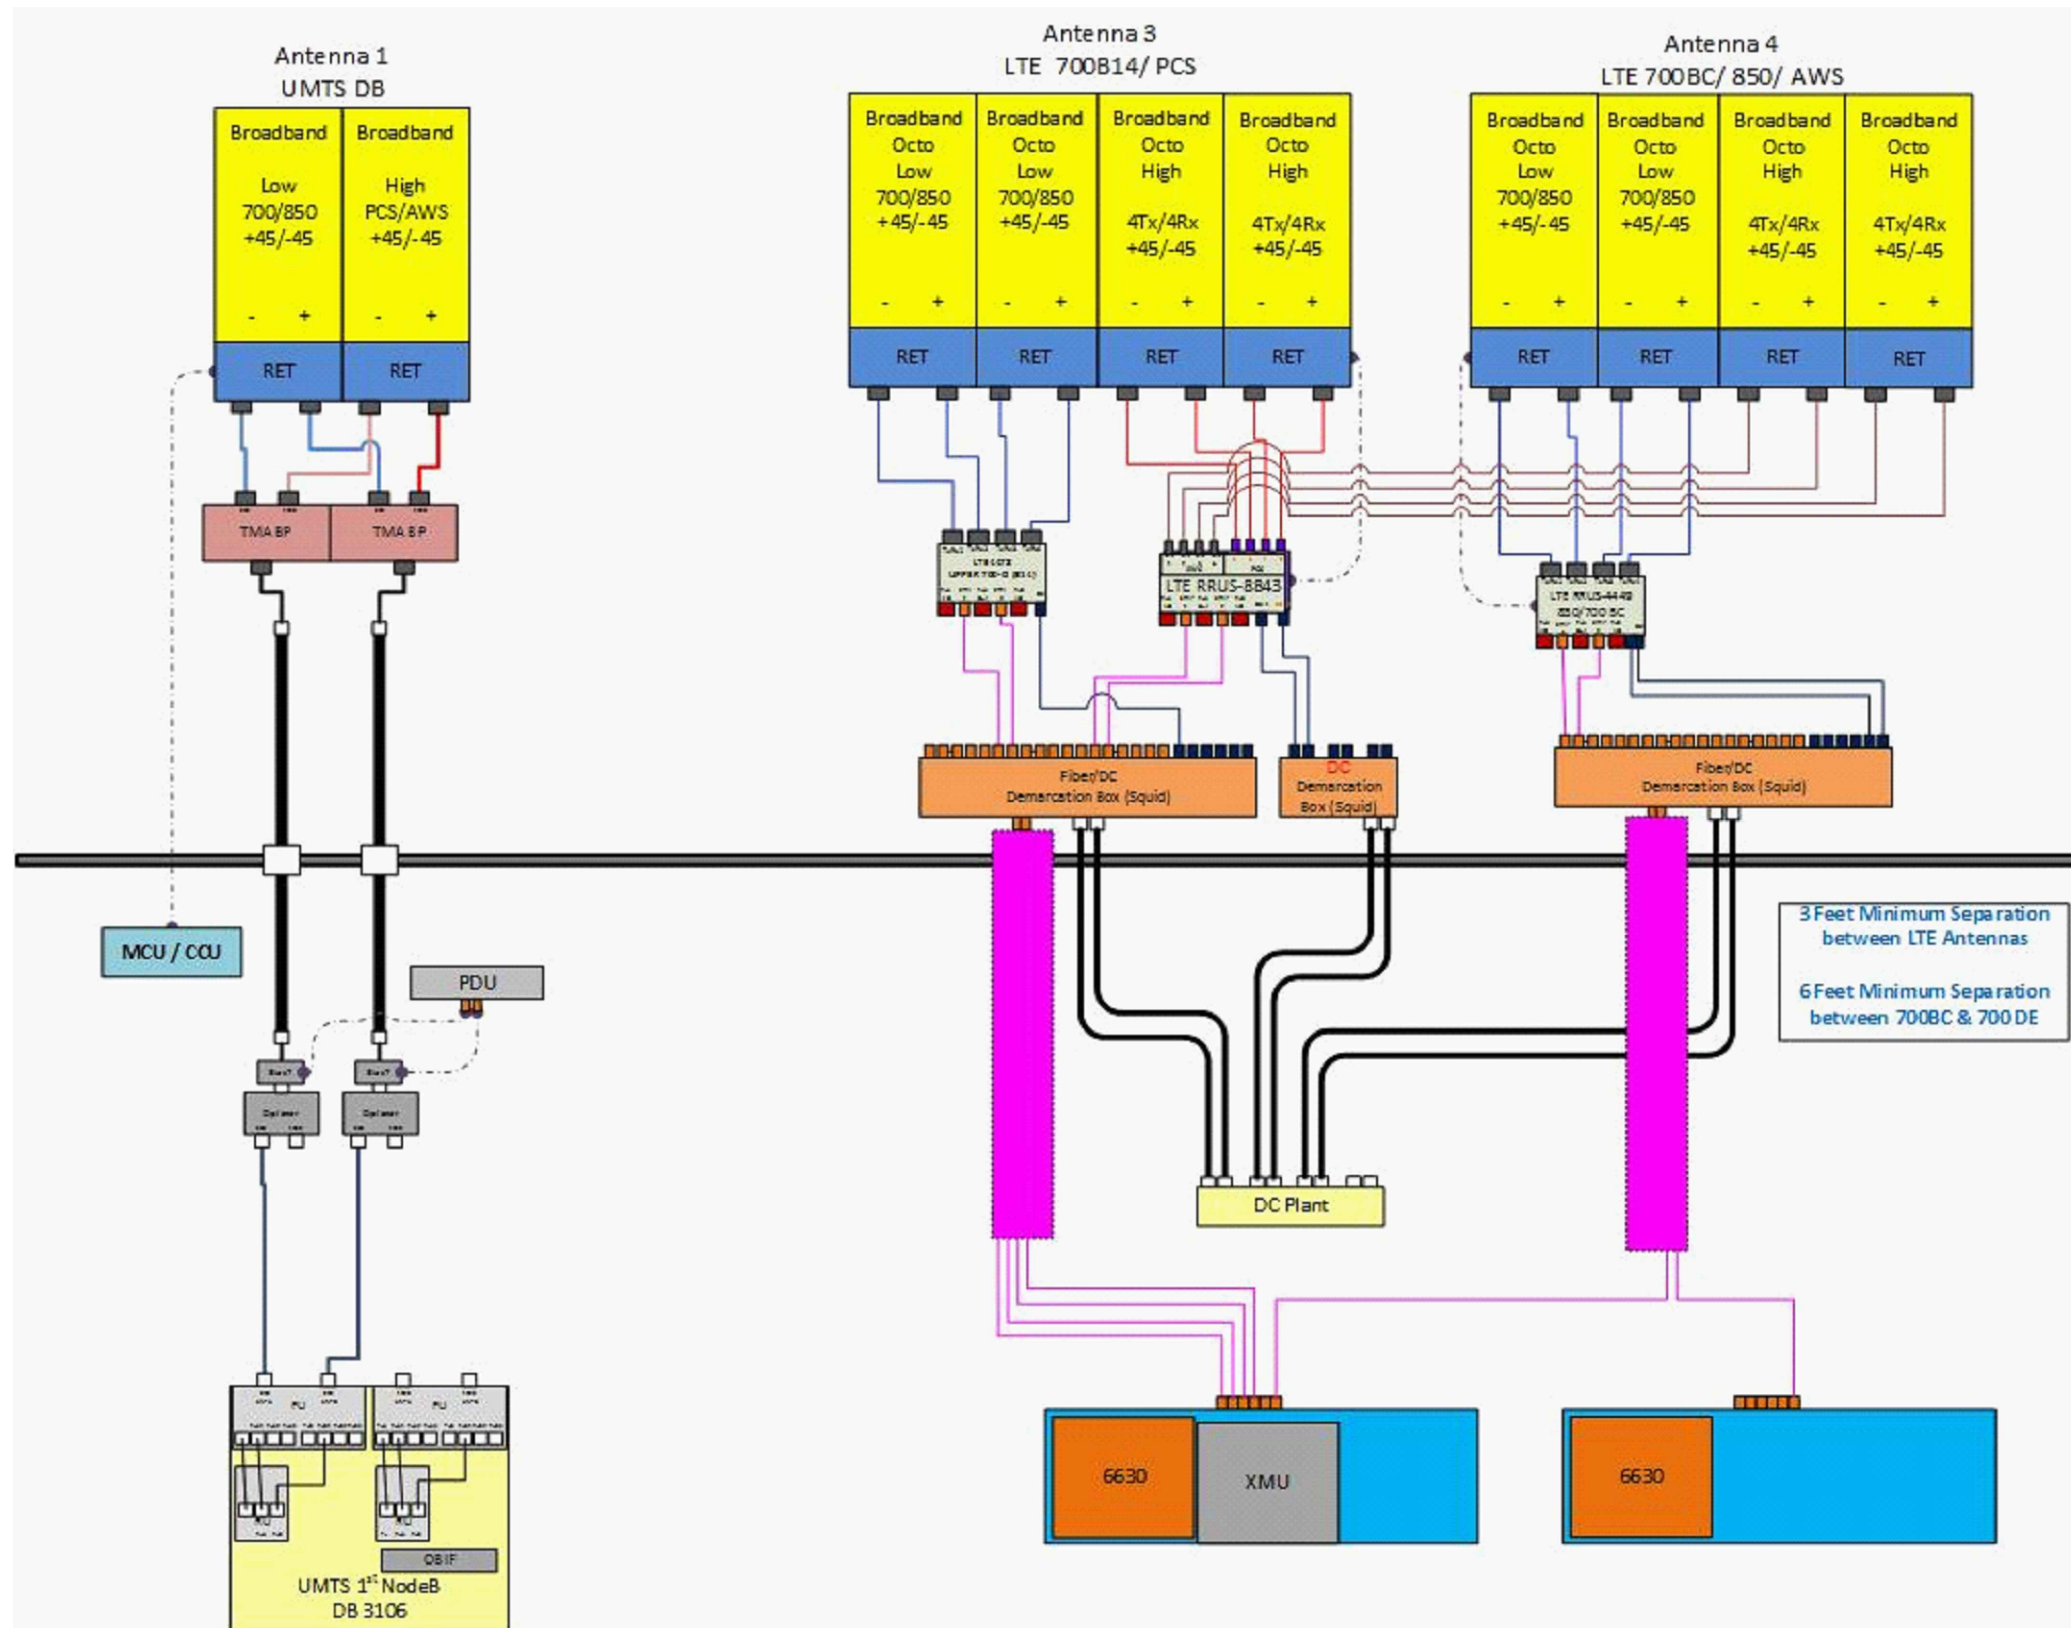 Antenna 1
UMTS DB
Broadband
Low
700/850
+45/-45
-
+
Broadband
High
PCS/AWS
+45/-45
-
+
RET
RET
TMA BP
TMA BP
MCU / CCU
PDU
UMTS 1st NodeB
DB 3106
Antenna 3
LTE 700B14/ PCS
Broadband
Octo
Low
700/850
+45/-45
-
+
Broadband
Octo
Low
700/850
+45/-45
-
+
Broadband
Octo
High
4Tx/4Rx
+45/-45
-
+
Broadband
Octo
High
4Tx/4Rx
+45/-45
-
+
RET
RET
RET
RET
LTE RRUS-8843
Fiber/DC
Demarcation Box (Squid)
DC
Demarcation
Box (Squid)
DC Plant
6630
XMU
Antenna 4
LTE 700BC/ 850/ AWS
Broadband
Octo
Low
700/850
+45/-45
-
+
Broadband
Octo
Low
700/850
+45/-45
-
+
Broadband
Octo
High
4Tx/4Rx
+45/-45
-
+
Broadband
Octo
High
4Tx/4Rx
+45/-45
-
+
RET
RET
RET
RET
LTE RRUS-4449
850/700 BC
Fiber/DC
Demarcation Box (Squid)
3 Feet Minimum Separation
between LTE Antennas
6 Feet Minimum Separation
between 700BC & 700 DE
6630